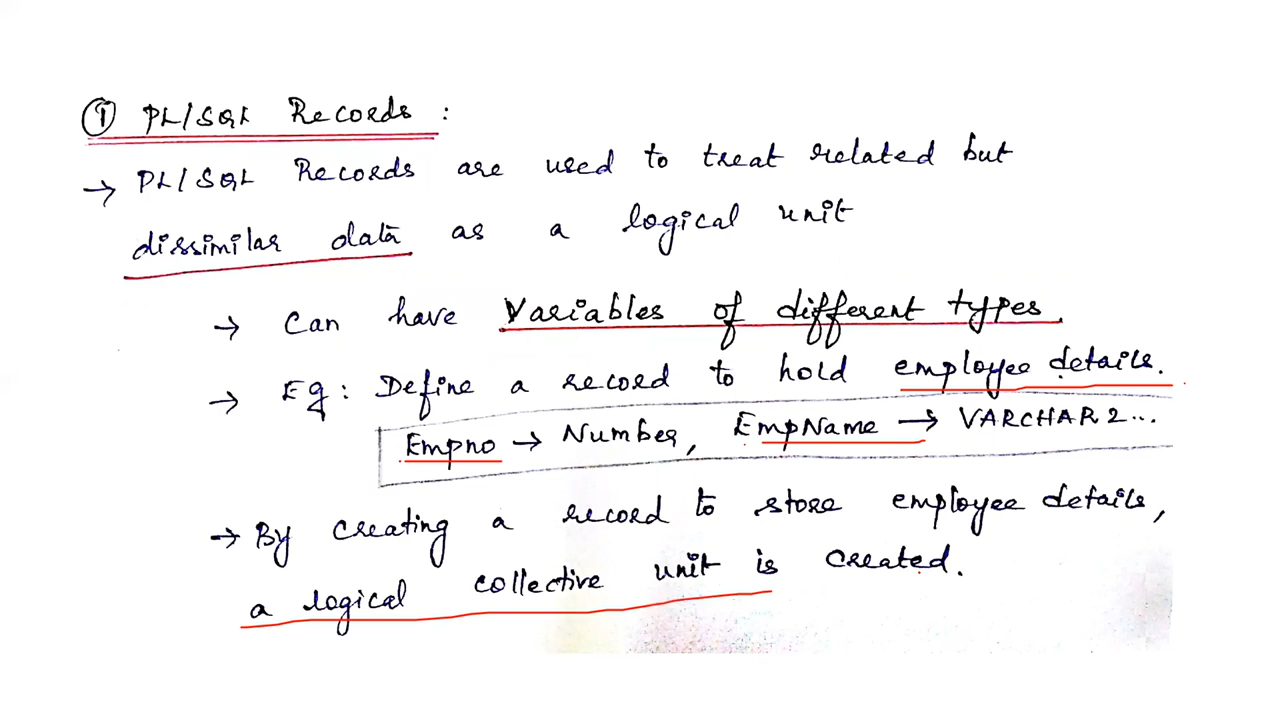 ① PL/SQL Records :
→ PL/SQL Records are used to treat related but
dissimilar data as a logical unit
→ Can have Variables of different types.
→ Eg: Define a record to hold employee details.
Empno → Number, EmpName → VARCHAR2...
→ By creating a record to store employee details,
a logical collective unit is created.